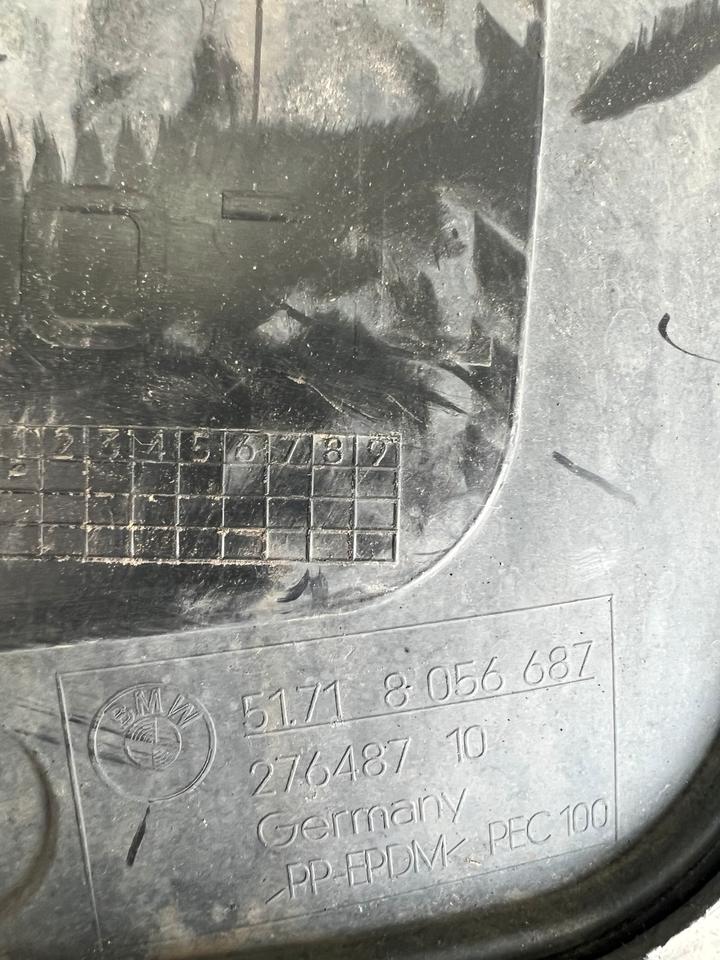 1 2 3 4 5 6 7 8 9
BMW
51.71 8 056 687
276487 10
Germany
>PP-EPDM< PEC 100